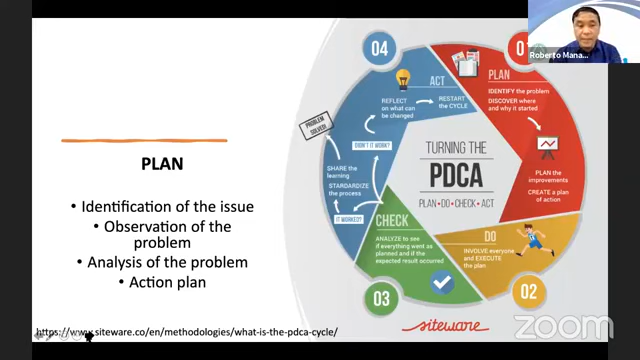 PLAN
• Identification of the issue
• Observation of the
problem
• Analysis of the problem
• Action plan
https://www.siteware.co/en/methodologies/what-is-the-pdca-cycle/
04
ACT
REFLECT
on what can
be changed
RESTART
the CYCLE
PROBLEM
SOLVED!
DIDN'T IT WORK?
SHARE the
learning
STARDARDIZE
the process
IT WORKED?
PLAN
IDENTIFY the problem
DISCOVER where
and why it started
PLAN the
improvements
CREATE a plan
of action
TURNING THE
PDCA
PLAN • DO • CHECK • ACT
CHECK
ANALYZE to see
if everything went as
planned and if the
expected result occurred
03
DO
INVOLVE everyone
and EXECUTE
the plan
02
siteware
Roberto Mana...
zoom